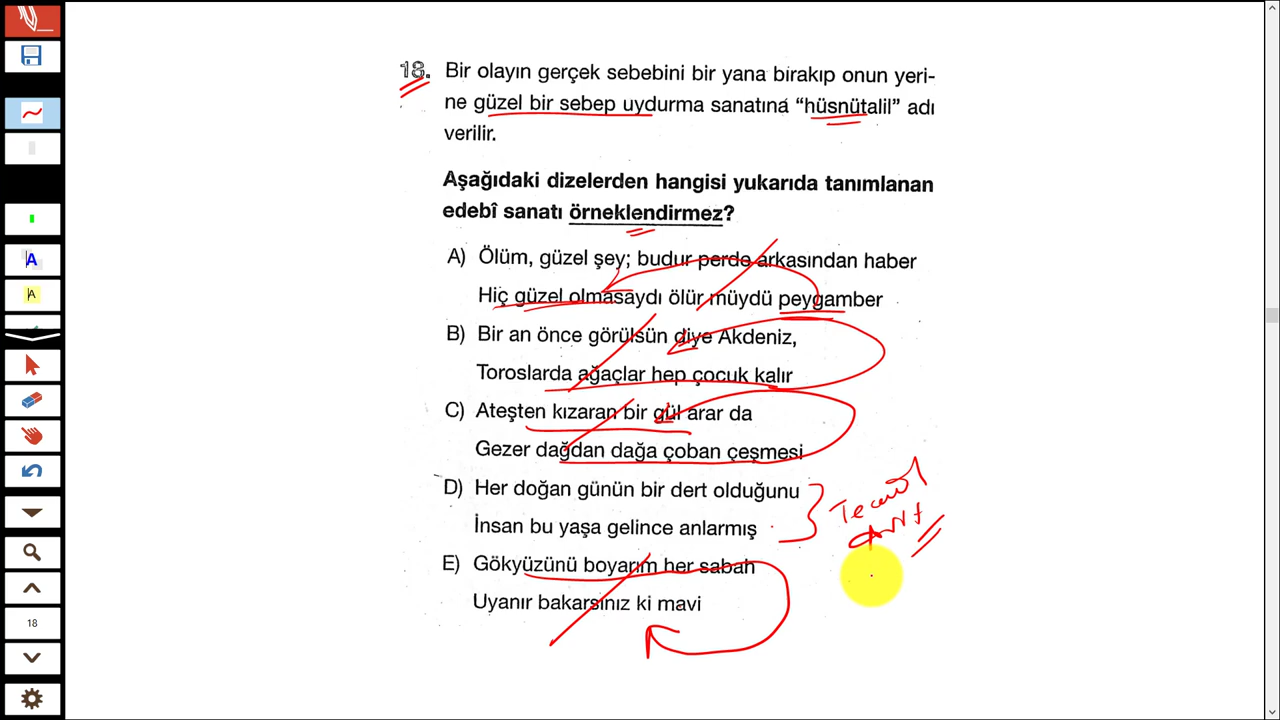 18. Bir olayın gerçek sebebini bir yana bırakıp onun yeri-
ne güzel bir sebep uydurma sanatına “hüsnütalil” adı
verilir.
Aşağıdaki dizelerden hangisi yukarıda tanımlanan
edebî sanatı örneklendirmez?
A) Ölüm, güzel şey; budur perde arkasından haber
Hiç güzel olmasaydı ölür müydü peygamber
B) Bir an önce görülsün diye Akdeniz,
Toroslarda ağaçlar hep çocuk kalır
C) Ateşten kızaran bir gül arar da
Gezer dağdan dağa çoban çeşmesi
D) Her doğan günün bir dert olduğunu
İnsan bu yaşa gelince anlarmış
E) Gökyüzünü boyarım her sabah
Uyanır bakarsınız ki mavi
A
A
18